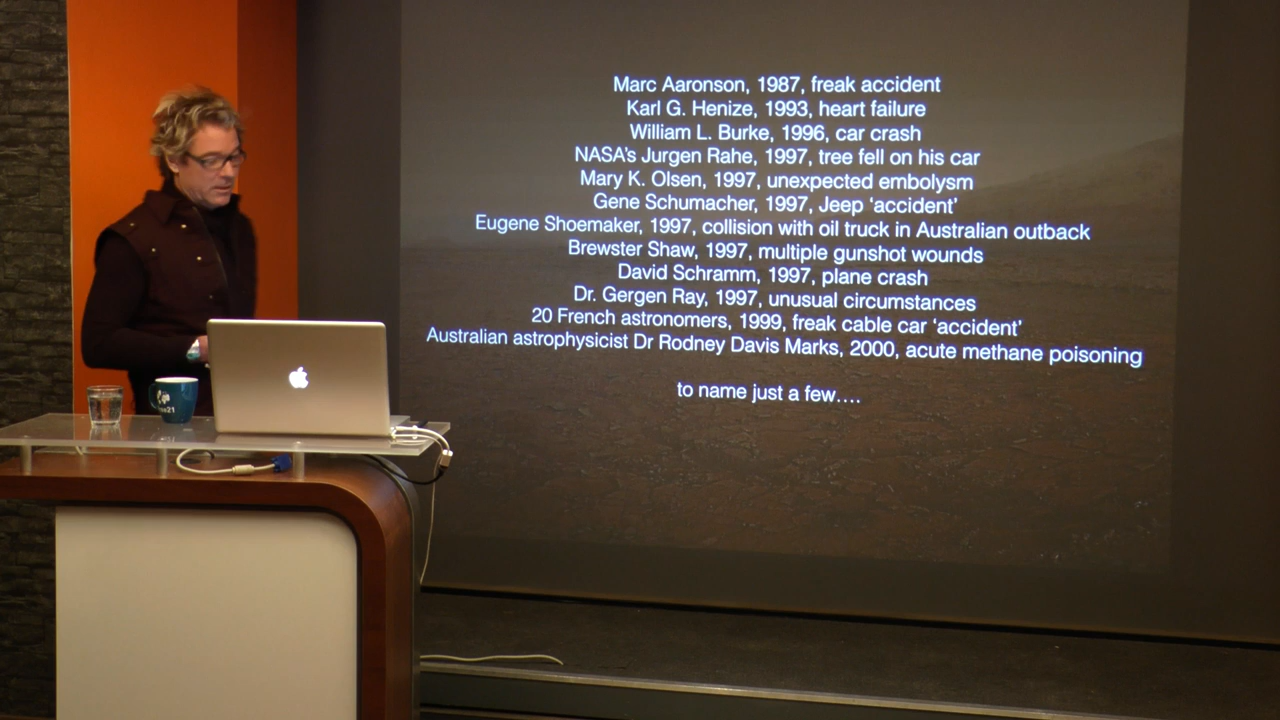 Marc Aaronson, 1987, freak accident
Karl G. Henize, 1993, heart failure
William L. Burke, 1996, car crash
NASA's Jurgen Rahe, 1997, tree fell on his car
Mary K. Olsen, 1997, unexpected embolysm
Gene Schumacher, 1997, Jeep 'accident'
Eugene Shoemaker, 1997, collision with oil truck in Australian outback
Brewster Shaw, 1997, multiple gunshot wounds
David Schramm, 1997, plane crash
Dr. Gergen Ray, 1997, unusual circumstances
20 French astronomers, 1999, freak cable car 'accident'
Australian astrophysicist Dr Rodney Davis Marks, 2000, acute methane poisoning
to name just a few....